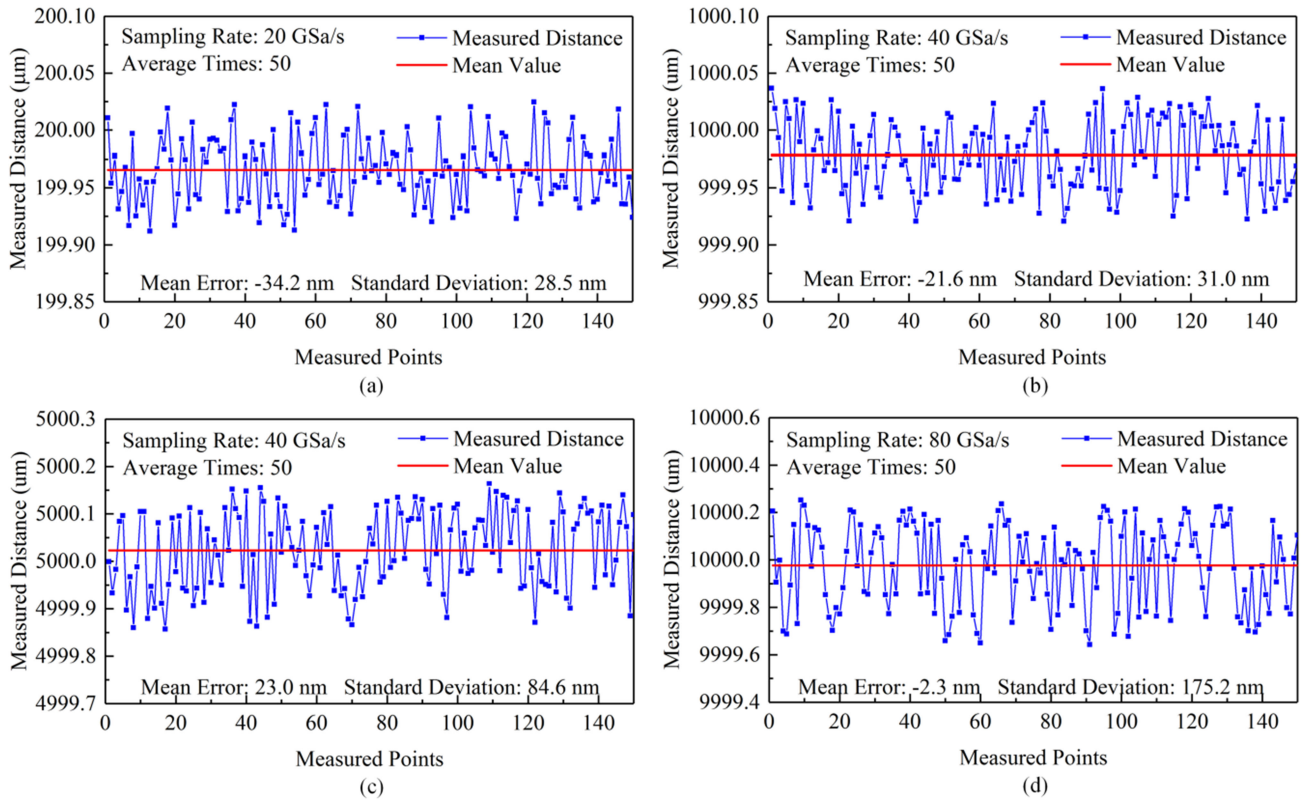 200.10
200.05
200.00
199.95
199.90
199.85
Measured Distance (μm)
Sampling Rate: 20 GSa/s
Average Times: 50
Measured Distance
Mean Value
Mean Error: -34.2 nm Standard Deviation: 28.5 nm
0 20 40 60 80 100 120 140
Measured Points
(a)
1000.10
1000.05
1000.00
999.95
999.90
999.85
Measured Distance (um)
Sampling Rate: 40 GSa/s
Average Times: 50
Measured Distance
Mean Value
Mean Error: -21.6 nm Standard Deviation: 31.0 nm
0 20 40 60 80 100 120 140
Measured Points
(b)
5000.3
5000.2
5000.1
5000.0
4999.9
4999.8
4999.7
Measured Distance (um)
Sampling Rate: 40 GSa/s
Average Times: 50
Measured Distance
Mean Value
Mean Error: 23.0 nm Standard Deviation: 84.6 nm
0 20 40 60 80 100 120 140
Measured Points
(c)
10000.6
10000.4
10000.2
10000.0
9999.8
9999.6
9999.4
Measured Distance (um)
Sampling Rate: 80 GSa/s
Average Times: 50
Measured Distance
Mean Value
Mean Error: -2.3 nm Standard Deviation: 175.2 nm
0 20 40 60 80 100 120 140
Measured Points
(d)